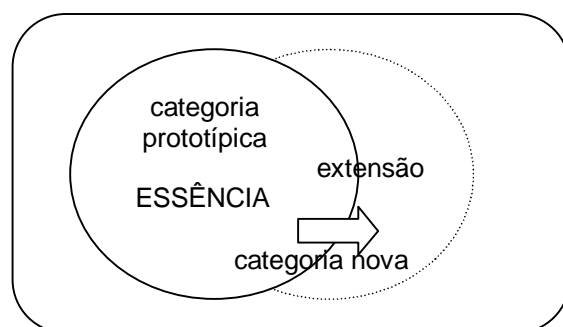 categoria
prototípica
extensão
ESSÊNCIA
categoria nova